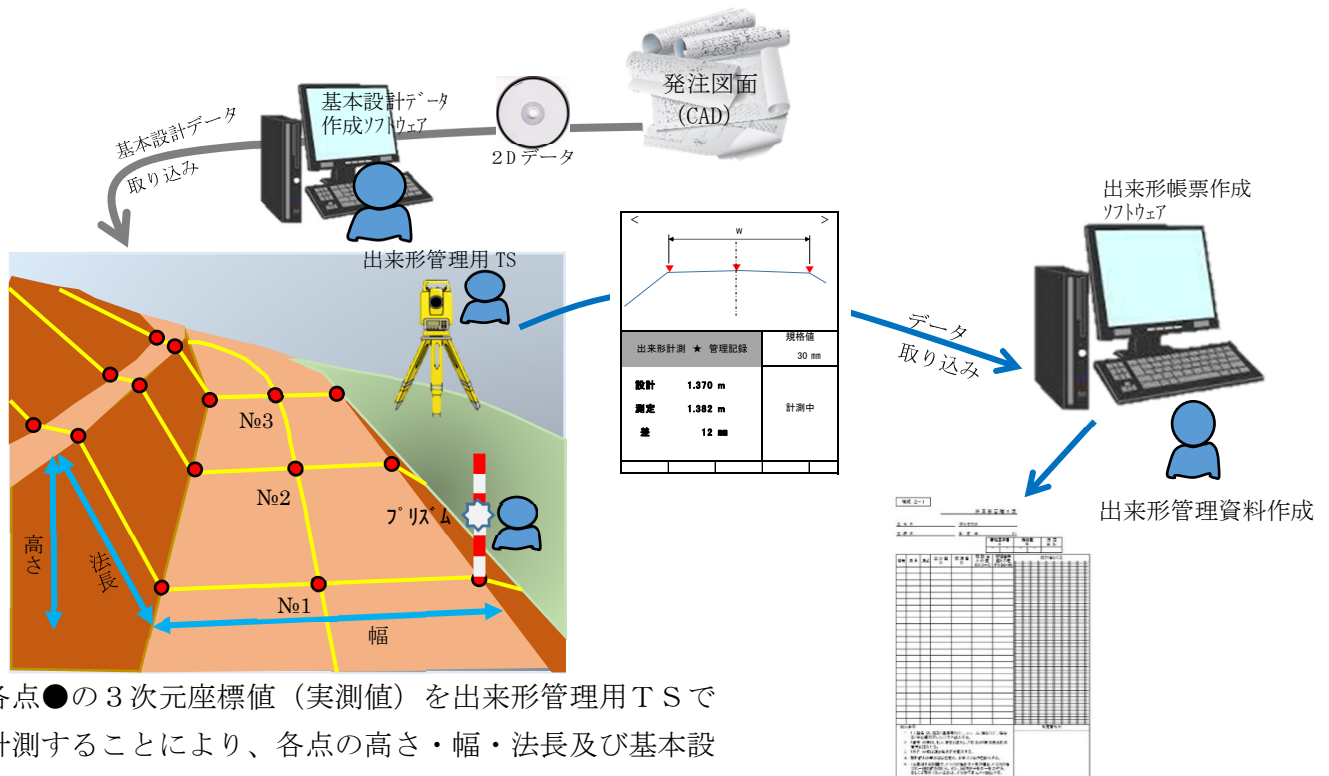 発注図面
(CAD)
基本設計ﾃﾞｰﾀ
作成ｿﾌﾄｳｪｱ
2Dデータ
基本設計データ
取り込み
出来形管理用 TS
<
>
W
出来形計測 ★ 管理記録
規格値
30 mm
設計 1.370 m
測定 1.382 m
差 12 mm
計測中
データ
取り込み
出来形帳票作成
ｿﾌﾄｳｪｱ
出来形管理資料作成
№3
№2
№1
ﾌﾟﾘｽﾞﾑ
高さ
法長
幅
各点●の３次元座標値（実測値）を出来形管理用ＴＳで
計測することにより、各点の高さ・幅・法長及び基本設